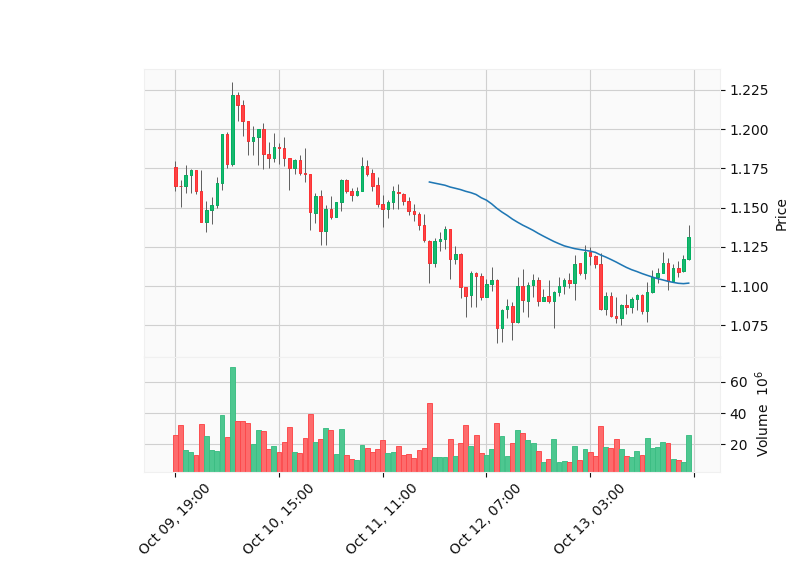 1.225
1.200
1.175
1.150
1.125
1.100
1.075
Price
60
40
20
Volume 10^6
Oct 09, 19:00
Oct 10, 15:00
Oct 11, 11:00
Oct 12, 07:00
Oct 13, 03:00